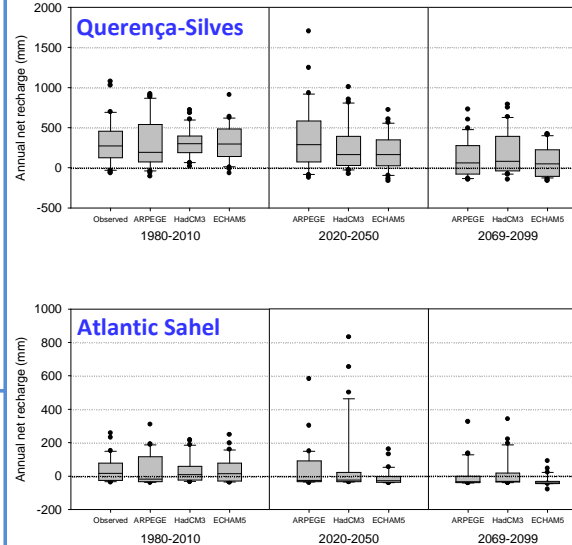 Querença-Silves
Annual net recharge (mm)
2000
1500
1000
500
0
-500
Observed ARPEGE HadCM3 ECHAM5 ARPEGE HadCM3 ECHAM5 ARPEGE HadCM3 ECHAM5
1980-2010 2020-2050 2069-2099
Atlantic Sahel
Annual net recharge (mm)
1000
800
600
400
200
0
-200
Observed ARPEGE HadCM3 ECHAM5 ARPEGE HadCM3 ECHAM5 ARPEGE HadCM3 ECHAM5
1980-2010 2020-2050 2069-2099